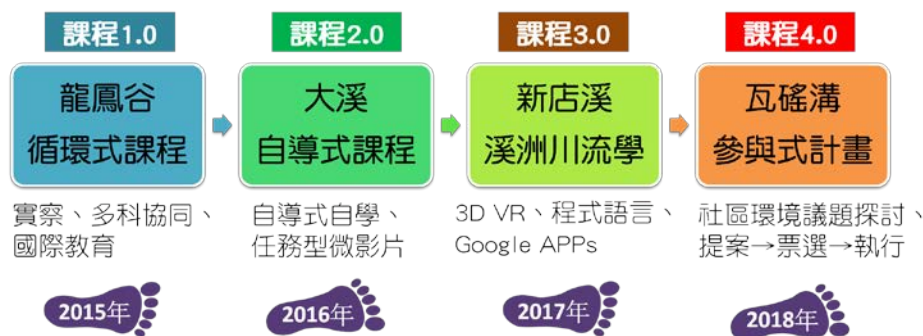 課程1.0
龍鳳谷
循環式課程
實察、多科協同、
國際教育
2015年
課程2.0
大溪
自導式課程
自導式自學、
任務型微影片
2016年
課程3.0
新店溪
溪洲川流學
3D VR、程式語言、
Google APPs
2017年
課程4.0
瓦磘溝
參與式計畫
社區環境議題探討、
提案→票選→執行
2018年